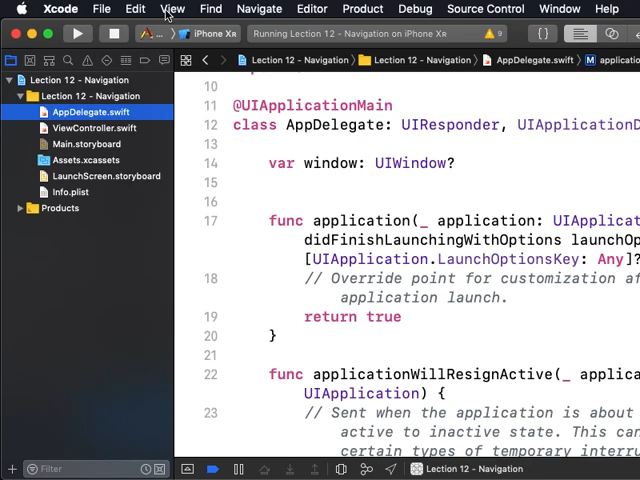 Xcode File Edit View Find Navigate Editor Product Debug Source Control Window Help
iPhone XR Running Lection 12 - Navigation on iPhone XR 9 { }
Lection 12 - Navigation Lection 12 - Navigation AppDelegate.swift M applicatio
Lection 12 - Navigation
Lection 12 - Navigation
AppDelegate.swift
ViewController.swift
Main.storyboard
Assets.xcassets
LaunchScreen.storyboard
Info.plist
Products
10
11 @UIApplicationMain
12 class AppDelegate: UIResponder, UIApplicationD
13
14 var window: UIWindow?
15
16
17 func application(_ application: UIApplicat
didFinishLaunchingWithOptions launchOp
[UIApplication.LaunchOptionsKey: Any]?
18 // Override point for customization af
application launch.
19 return true
20 }
21
22 func applicationWillResignActive(_ applic
UIApplication) {
23 // Sent when the application is about
active to inactive state. This can
certain types of temporary interr
Filter
Lection 12 - Navigation